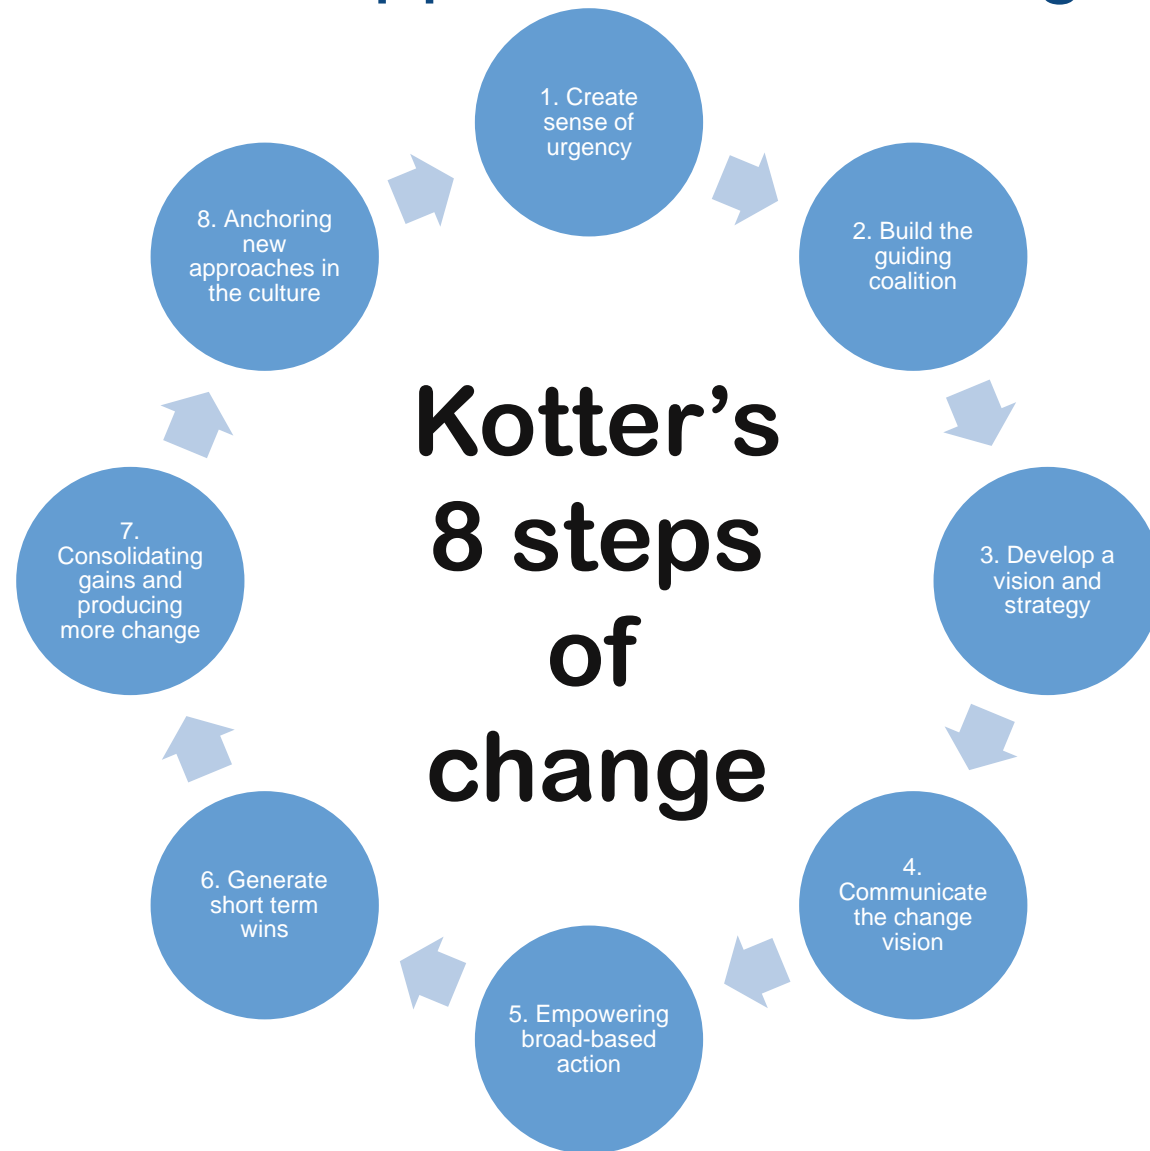 Kotter’s
8 steps
of
change
1. Create
sense of
urgency
2. Build the
guiding
coalition
3. Develop a
vision and
strategy
4.
Communicate
the change
vision
5. Empowering
broad-based
action
6. Generate
short term
wins
7.
Consolidating
gains and
producing
more change
8. Anchoring
new
approaches in
the culture